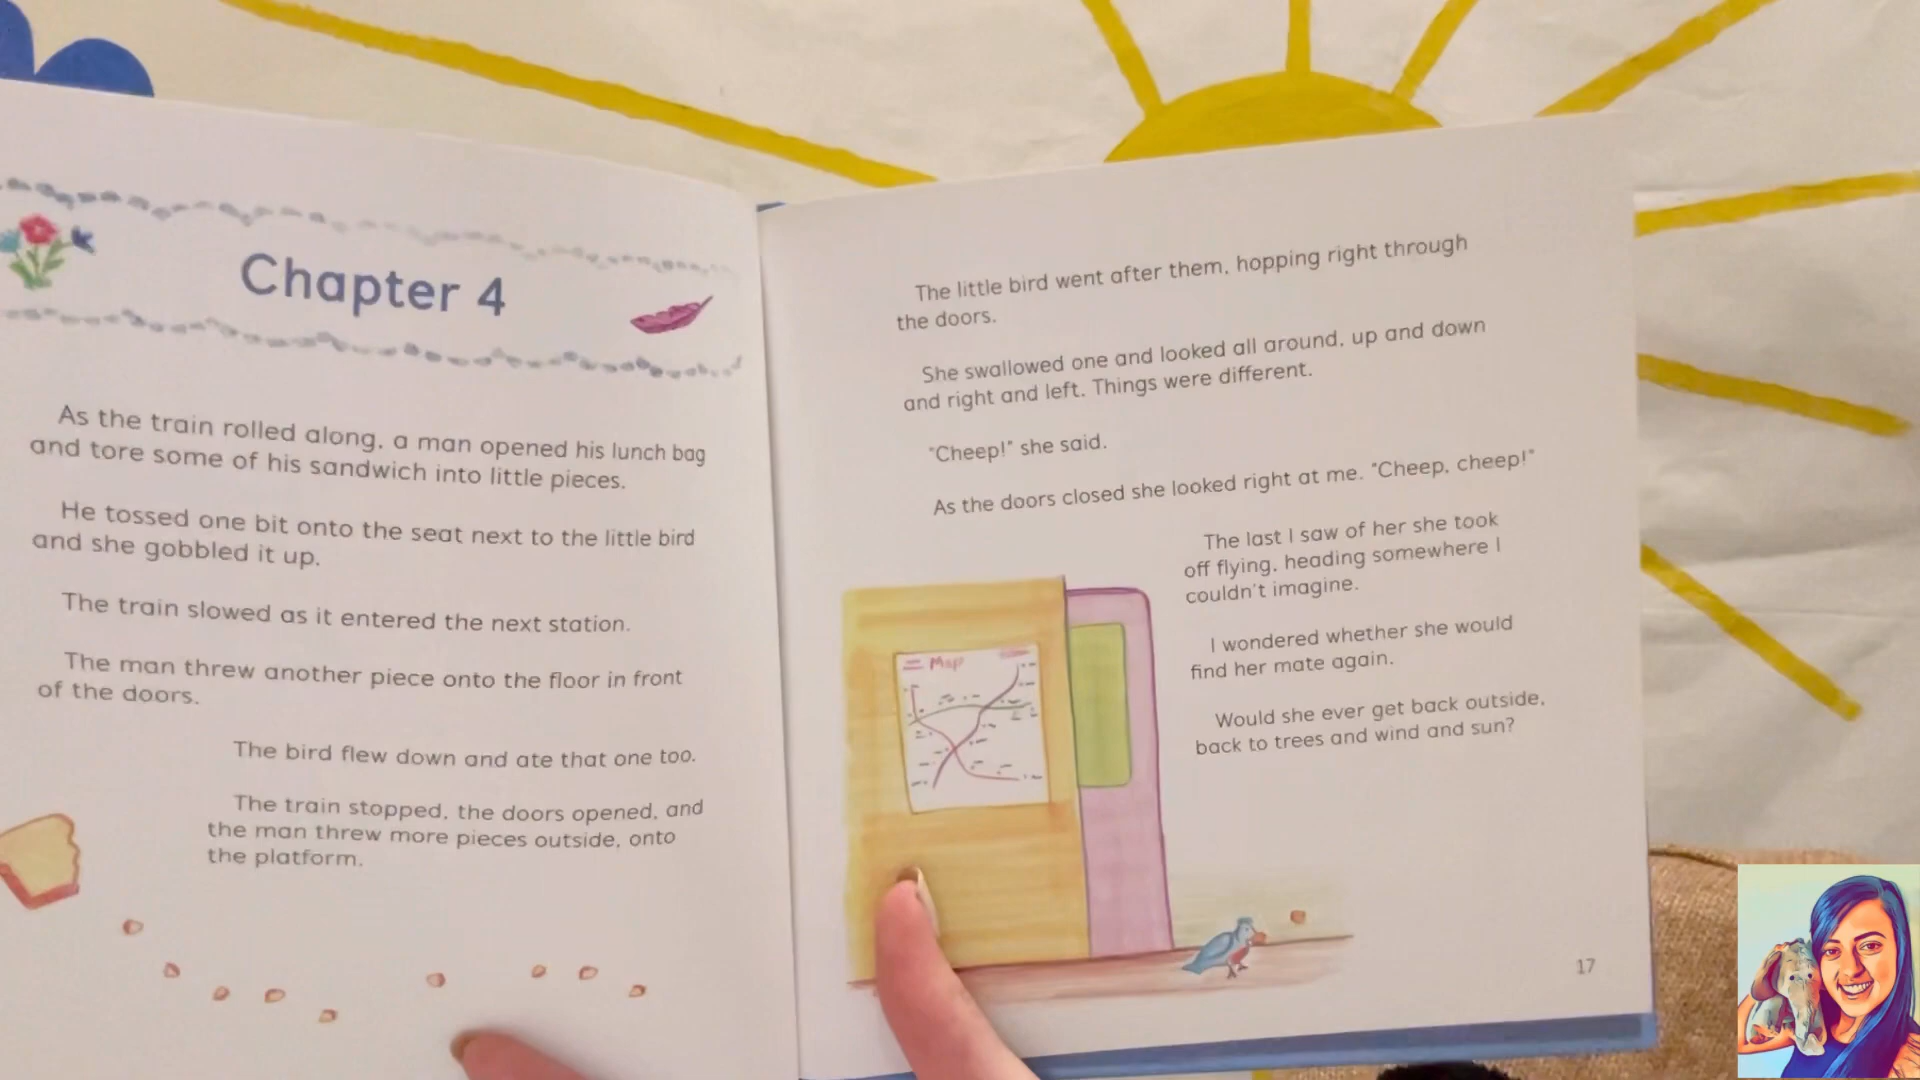 Chapter 4
As the train rolled along, a man opened his lunch bag
and tore some of his sandwich into little pieces.
He tossed one bit onto the seat next to the little bird
and she gobbled it up.
The train slowed as it entered the next station.
The man threw another piece onto the floor in front
of the doors.
The bird flew down and ate that one too.
The train stopped, the doors opened, and
the man threw more pieces outside, onto
the platform.
The little bird went after them, hopping right through
the doors.
She swallowed one and looked all around, up and down
and right and left. Things were different.
"Cheep!" she said.
As the doors closed she looked right at me. "Cheep, cheep!"
The last I saw of her she took
off flying, heading somewhere I
couldn't imagine.
I wondered whether she would
find her mate again.
Would she ever get back outside,
back to trees and wind and sun?
Map
17